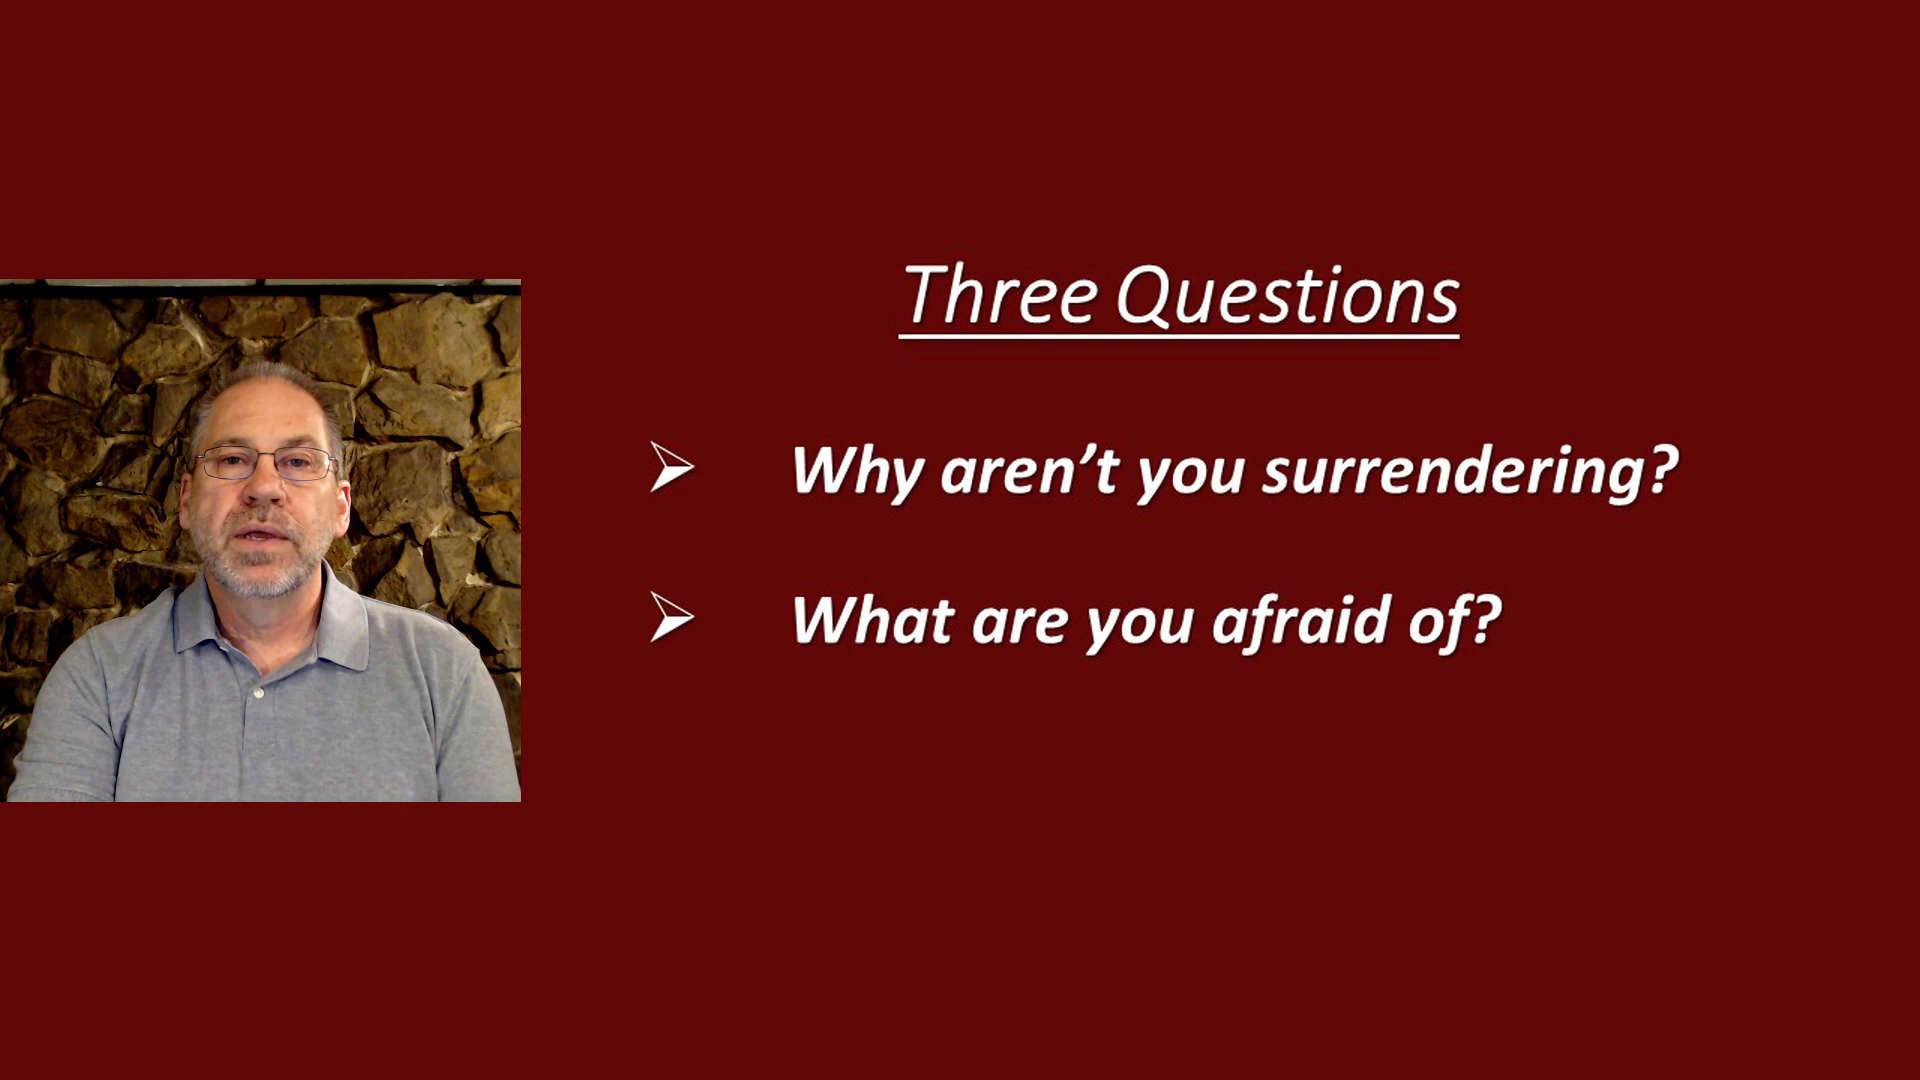 Three Questions
Why aren’t you surrendering?
What are you afraid of?